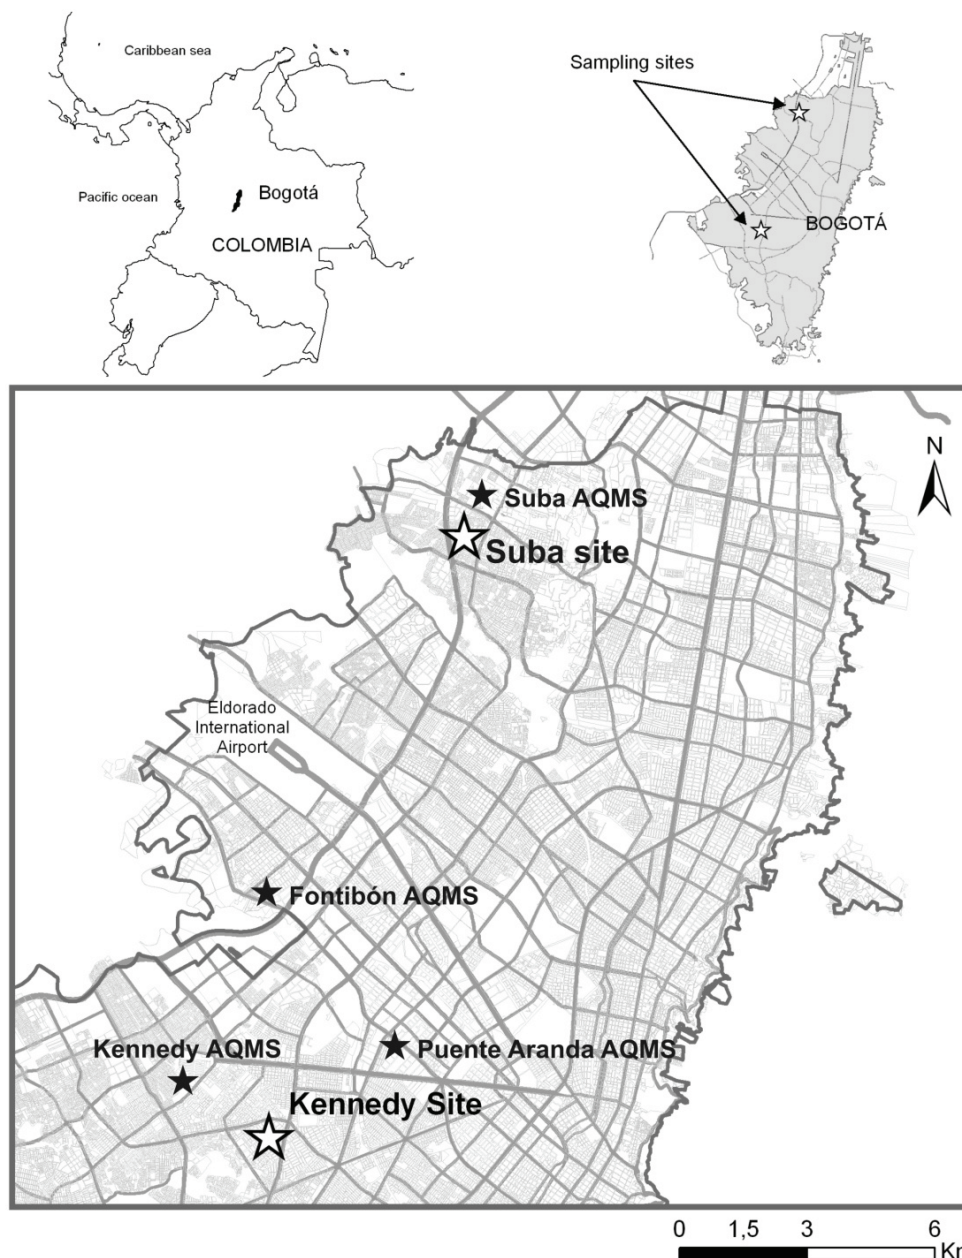 Caribbean sea
Pacific ocean
Bogotá
COLOMBIA
Sampling sites
BOGOTÁ
N
Suba AQMS
Suba site
Eldorado
International
Airport
Fontibón AQMS
Kennedy AQMS
Puente Aranda AQMS
Kennedy Site
0 1,5 3 6